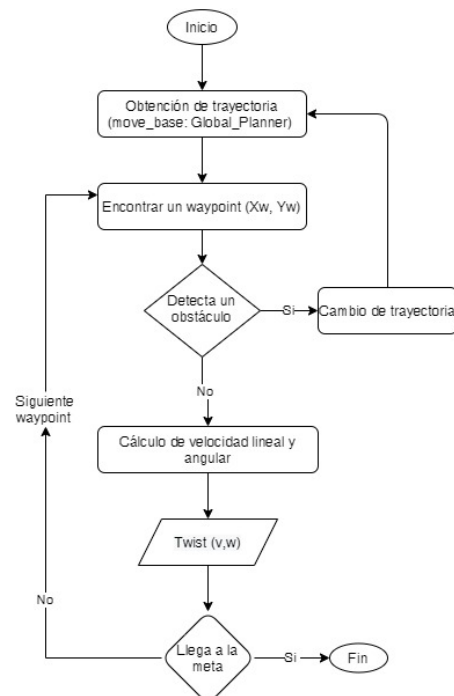 Inicio
Obtención de trayectoria
(move_base: Global_Planner)
Encontrar un waypoint (Xw, Yw)
Detecta un
obstáculo
Si
Cambio de trayectoria
No
Siguiente
waypoint
Cálculo de velocidad lineal y
angular
Twist (v,w)
No
Llega a la
meta
Si
Fin